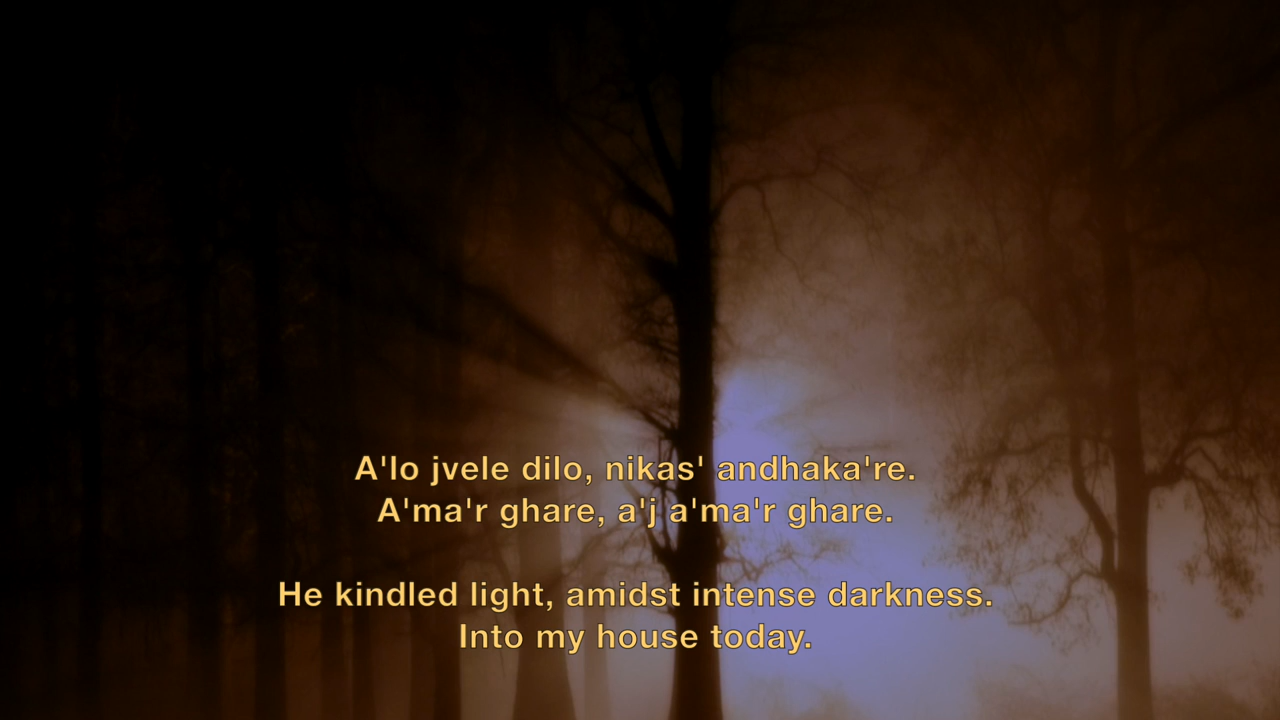 A'lo jvele dilo, nikas' andhaka're.
A'ma'r ghare, a'j a'ma'r ghare.
He kindled light, amidst intense darkness.
Into my house today.